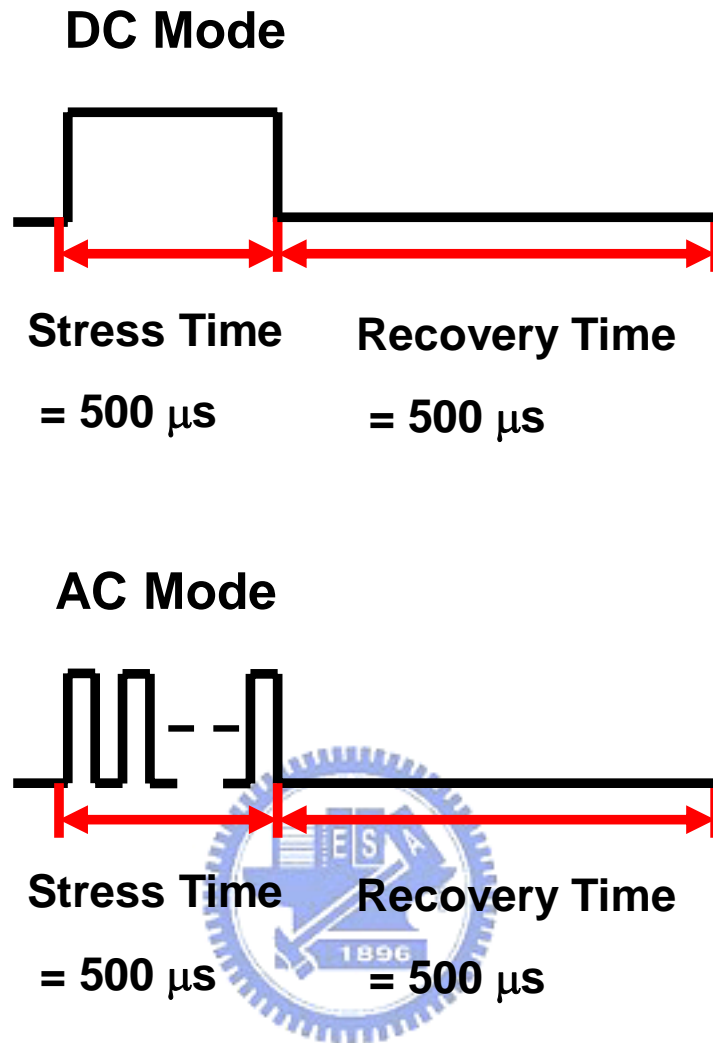 DC Mode
Stress Time
= 500 μs
Recovery Time
= 500 μs
AC Mode
Stress Time
= 500 μs
Recovery Time
= 500 μs
E S A
1896